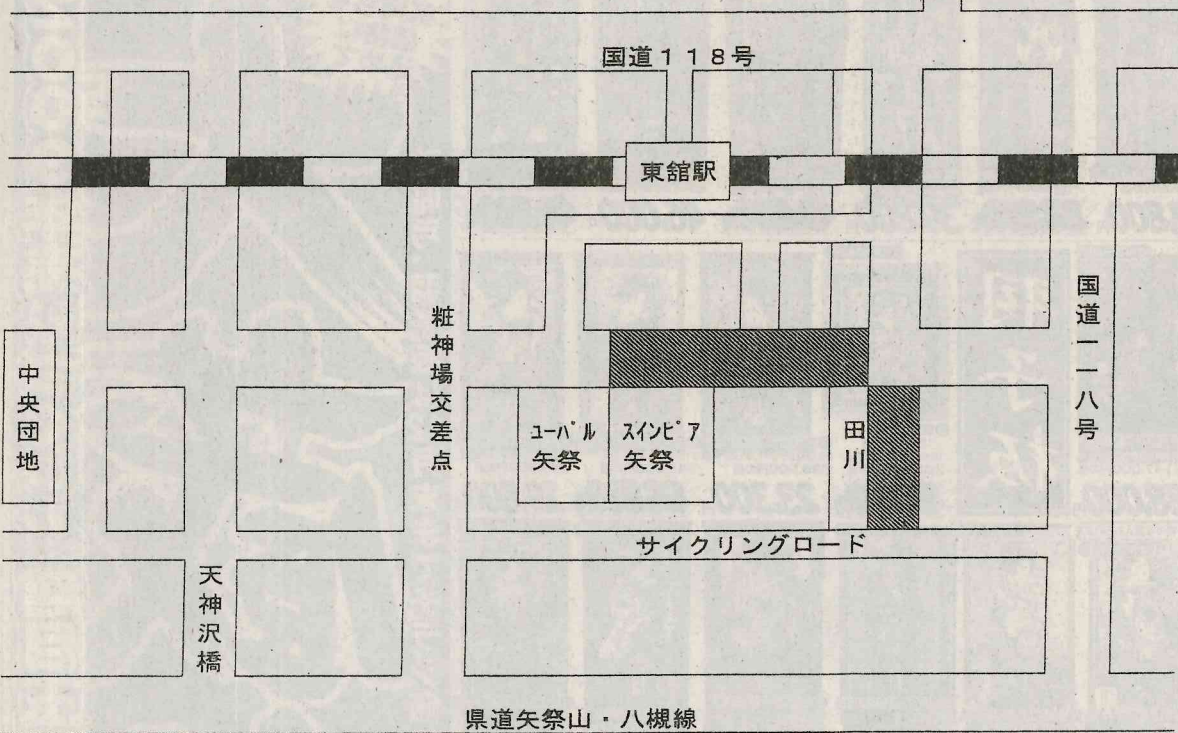 国道118号
東舘駅
国道一一八号
粧神場交差点
中央団地
ユーパル
矢祭
スインピア
矢祭
田川
サイクリングロード
天神沢橋
県道矢祭山・八槻線